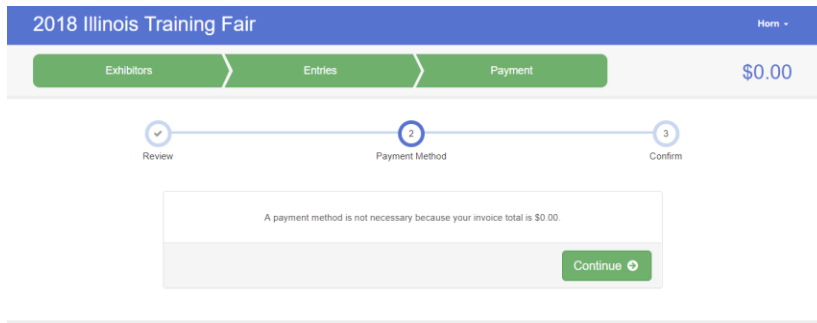 2018 Illinois Training Fair
Horn
Exhibitors
Entries
Payment
$0.00
2
3
Review
Payment Method
Confirm
A payment method is not necessary because your invoice total is $0.00.
Continue